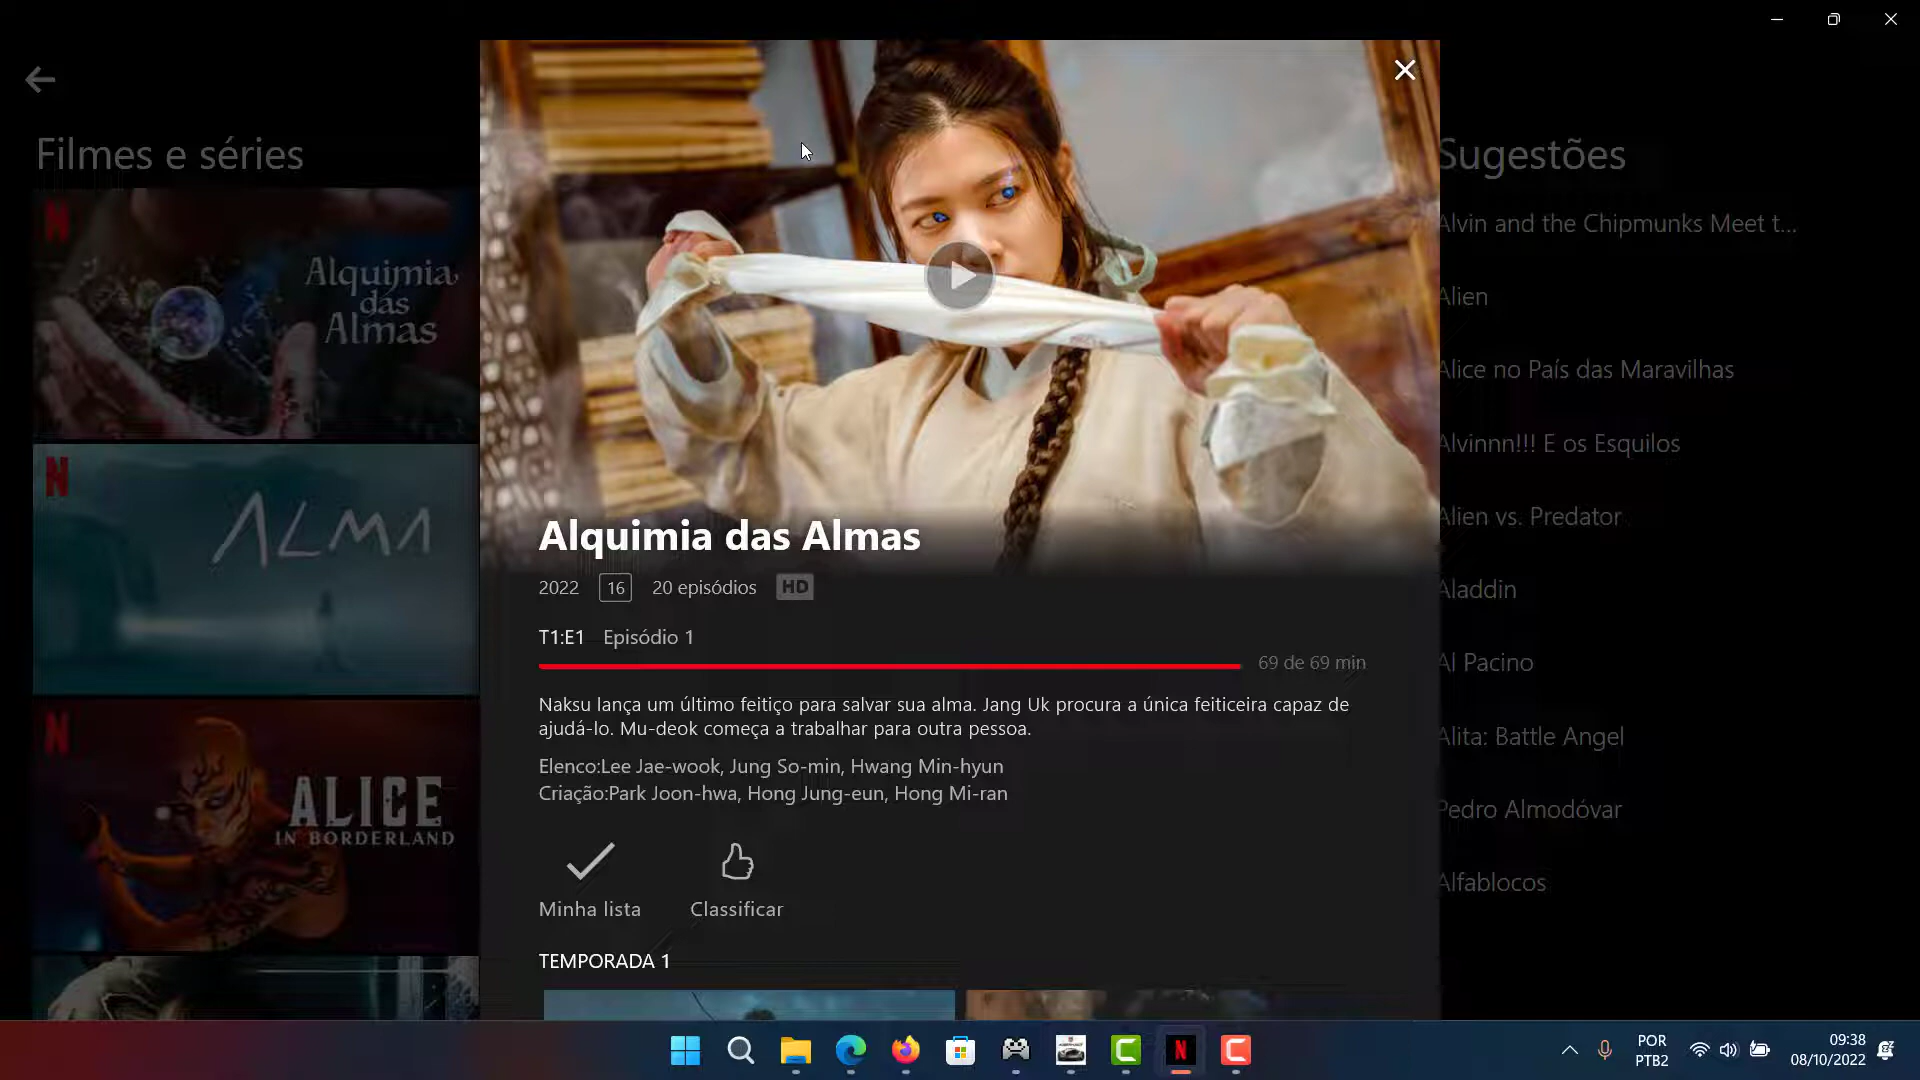 Filmes e séries
N
Alquimia
das
Almas
N
ALMA
N
ALICE
IN BORDERLAND
Alquimia das Almas
2022 16 20 episódios HD
T1:E1 Episódio 1
69 de 69 min
Naksu lança um último feitiço para salvar sua alma. Jang Uk procura a única feiticeira capaz de
ajudá-lo. Mu-deok começa a trabalhar para outra pessoa.
Elenco:Lee Jae-wook, Jung So-min, Hwang Min-hyun
Criação:Park Joon-hwa, Hong Jung-eun, Hong Mi-ran
Minha lista Classificar
TEMPORADA 1
Sugestões
Alvin and the Chipmunks Meet t...
Alien
Alice no País das Maravilhas
Alvinnn!!! E os Esquilos
Alien vs. Predator
Aladdin
Al Pacino
Alita: Battle Angel
Pedro Almodóvar
Alfablocos
N
POR
PTB2
09:38
08/10/2022